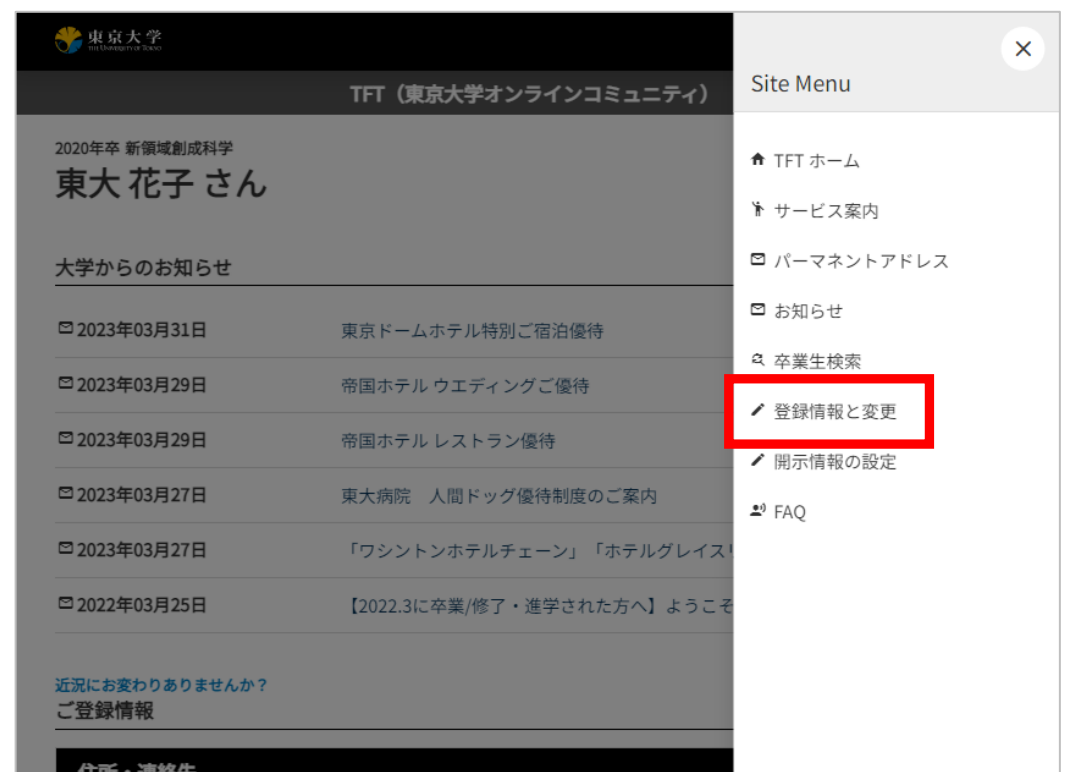 東京大学
THE UNIVERSITY OF TOKYO
TFT（東京大学オンラインコミュニティ）
2020年卒 新領域創成科学
東大 花子 さん
大学からのお知らせ
2023年03月31日 東京ドームホテル特別ご宿泊優待
2023年03月29日 帝国ホテル ウエディングご優待
2023年03月29日 帝国ホテル レストラン優待
2023年03月27日 東大病院　人間ドッグ優待制度のご案内
2023年03月27日 「ワシントンホテルチェーン」「ホテルグレイス
2022年03月25日 【2022.3に卒業/修了・進学された方へ】ようこそ
近況にお変わりありませんか？
ご登録情報
住所・連絡先
Site Menu
TFT ホーム
サービス案内
パーマネントアドレス
お知らせ
卒業生検索
登録情報と変更
開示情報の設定
FAQ